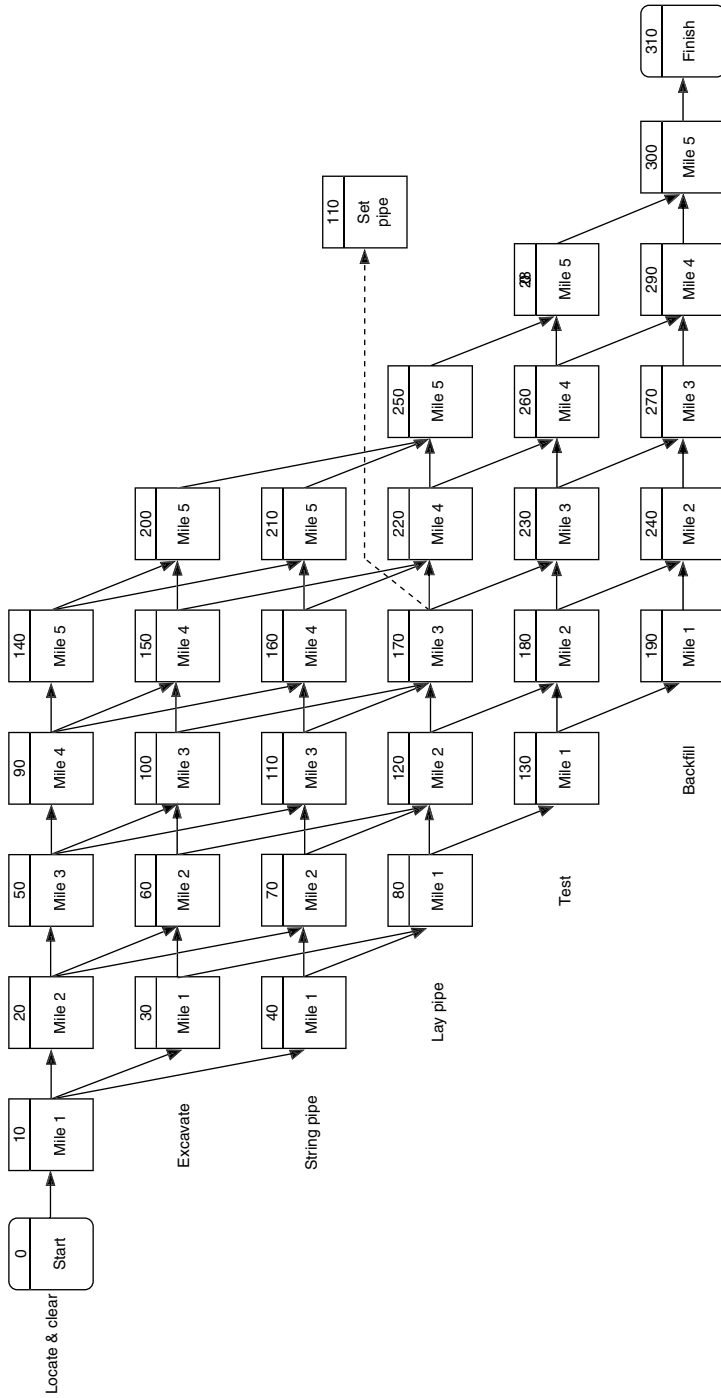 Locate & clear
0
Start
10
Mile 1
20
Mile 2
50
Mile 3
90
Mile 4
140
Mile 5
Excavate
30
Mile 1
60
Mile 2
100
Mile 3
150
Mile 4
200
Mile 5
String pipe
40
Mile 1
70
Mile 2
110
Mile 3
160
Mile 4
210
Mile 5
110
Set
pipe
Lay pipe
80
Mile 1
120
Mile 2
170
Mile 3
220
Mile 4
250
Mile 5
Test
130
Mile 1
180
Mile 2
230
Mile 3
260
Mile 4
Mile 5
Backfill
190
Mile 1
240
Mile 2
270
Mile 3
290
Mile 4
300
Mile 5
310
Finish